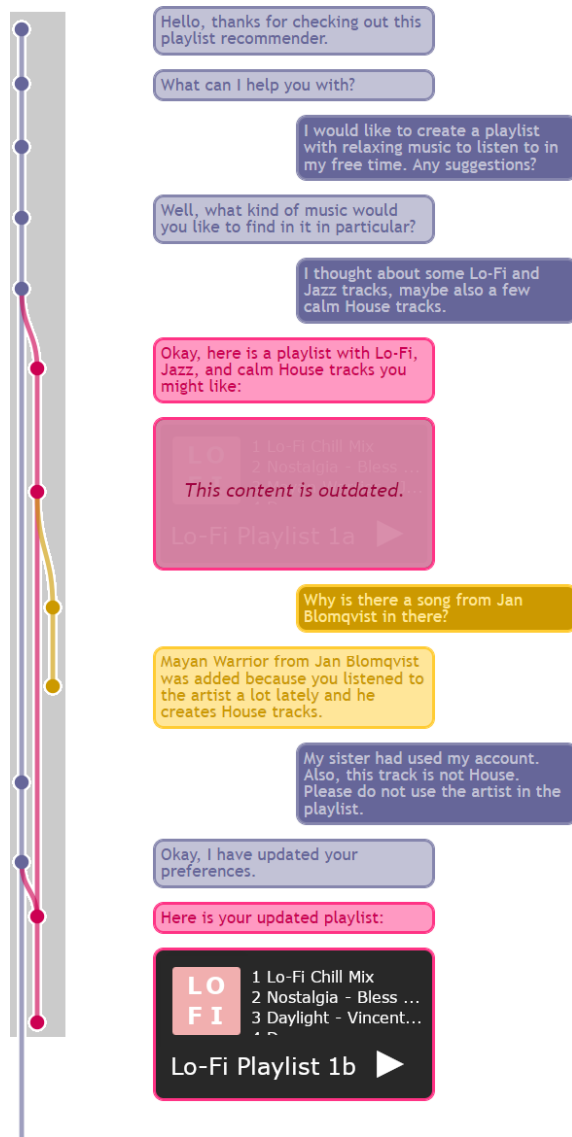 Hello, thanks for checking out this
playlist recommender.
What can I help you with?
I would like to create a playlist
with relaxing music to listen to in
my free time. Any suggestions?
Well, what kind of music would
you like to find in it in particular?
I thought about some Lo-Fi and
Jazz tracks, maybe also a few
calm House tracks.
Okay, here is a playlist with Lo-Fi,
Jazz, and calm House tracks you
might like:
LO
FI
1 Lo-Fi Chill Mix
2 Nostalgia - Bless ...
This content is outdated.
Lo-Fi Playlist 1a
Why is there a song from Jan
Blomqvist in there?
Mayan Warrior from Jan Blomqvist
was added because you listened to
the artist a lot lately and he
creates House tracks.
My sister had used my account.
Also, this track is not House.
Please do not use the artist in the
playlist.
Okay, I have updated your
preferences.
Here is your updated playlist:
LO
FI
1 Lo-Fi Chill Mix
2 Nostalgia - Bless ...
3 Daylight - Vincent...
Lo-Fi Playlist 1b